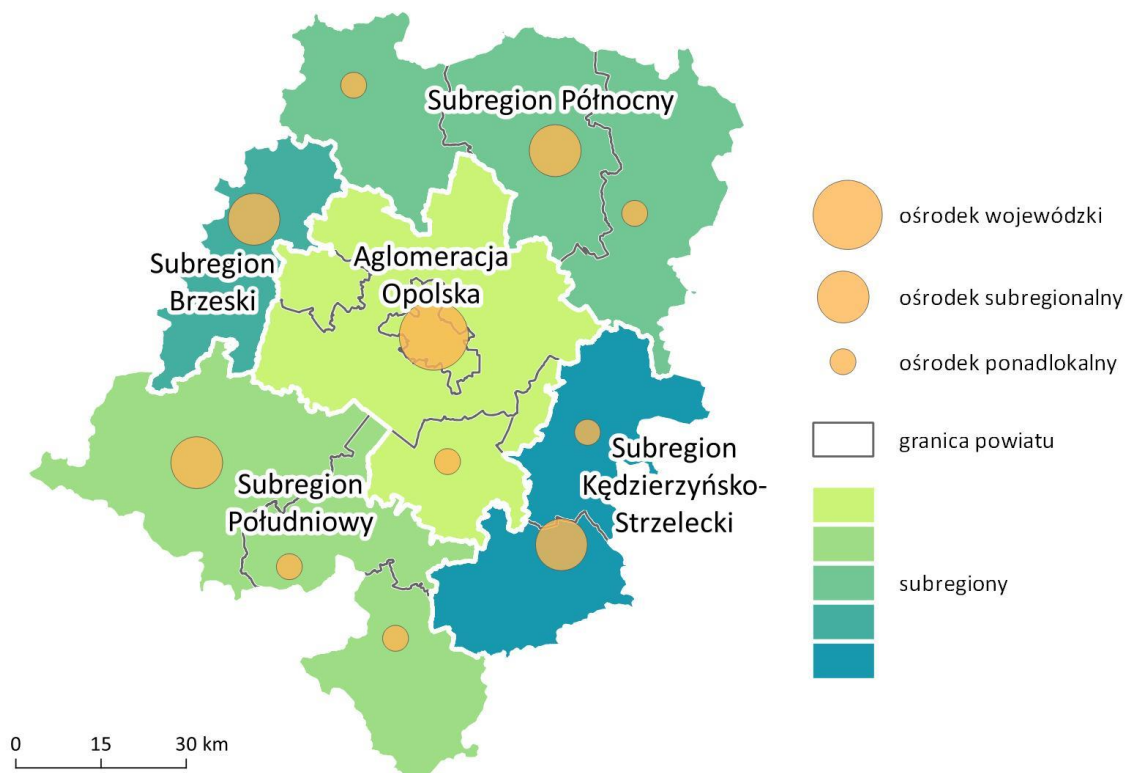 Subregion Północny
Aglomeracja
Opolska
Subregion
Brzeski
Subregion
Kędzierzyńsko-
Strzelecki
Subregion
Południowy
ośrodek wojewódzki
ośrodek subregionalny
ośrodek ponadlokalny
granica powiatu
subregiony
0 15 30 km